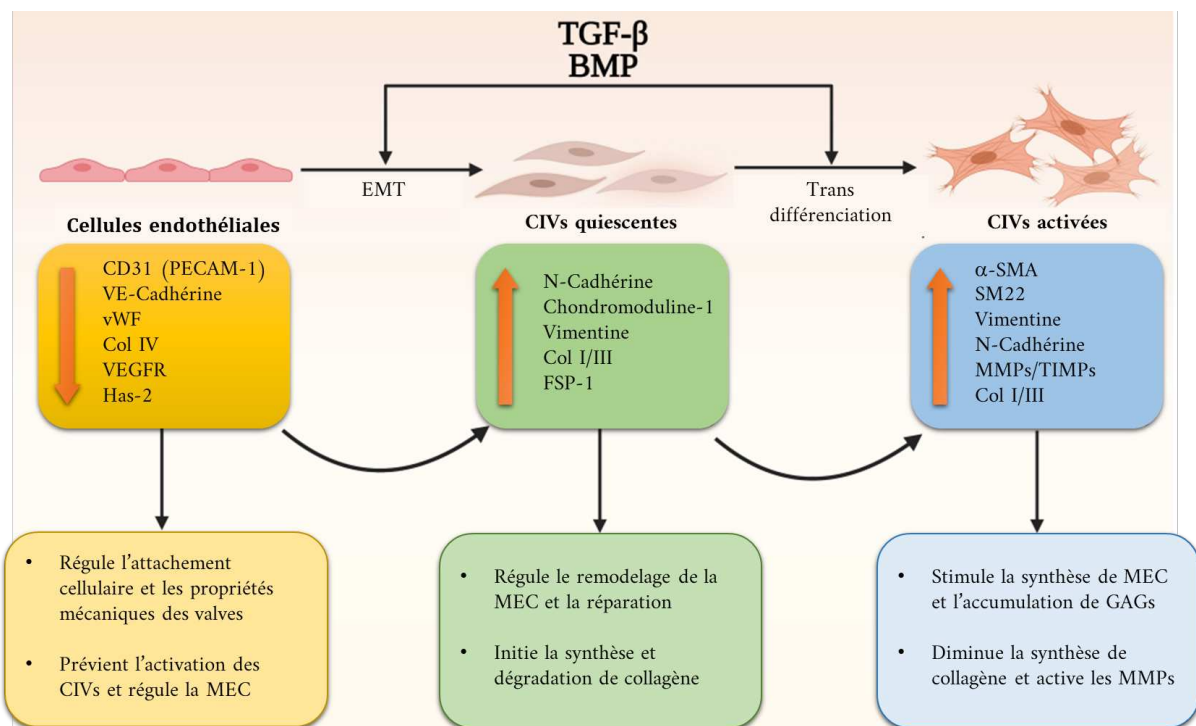 TGF-β
BMP
EMT
Trans
différenciation
Cellules endothéliales
CIVs quiescentes
CIVs activées
CD31 (PECAM-1)
VE-Cadhérine
vWF
Col IV
VEGFR
Has-2
N-Cadhérine
Chondromoduline-1
Vimentine
Col I/III
FSP-1
α-SMA
SM22
Vimentine
N-Cadhérine
MMPs/TIMPs
Col I/III
• Régule l'attachement
cellulaire et les propriétés
mécaniques des valves
• Prévient l'activation des
CIVs et régule la MEC
• Régule le remodelage de la
MEC et la réparation
• Initie la synthèse et
dégradation de collagène
• Stimule la synthèse de MEC
et l'accumulation de GAGs
• Diminue la synthèse de
collagène et active les MMPs